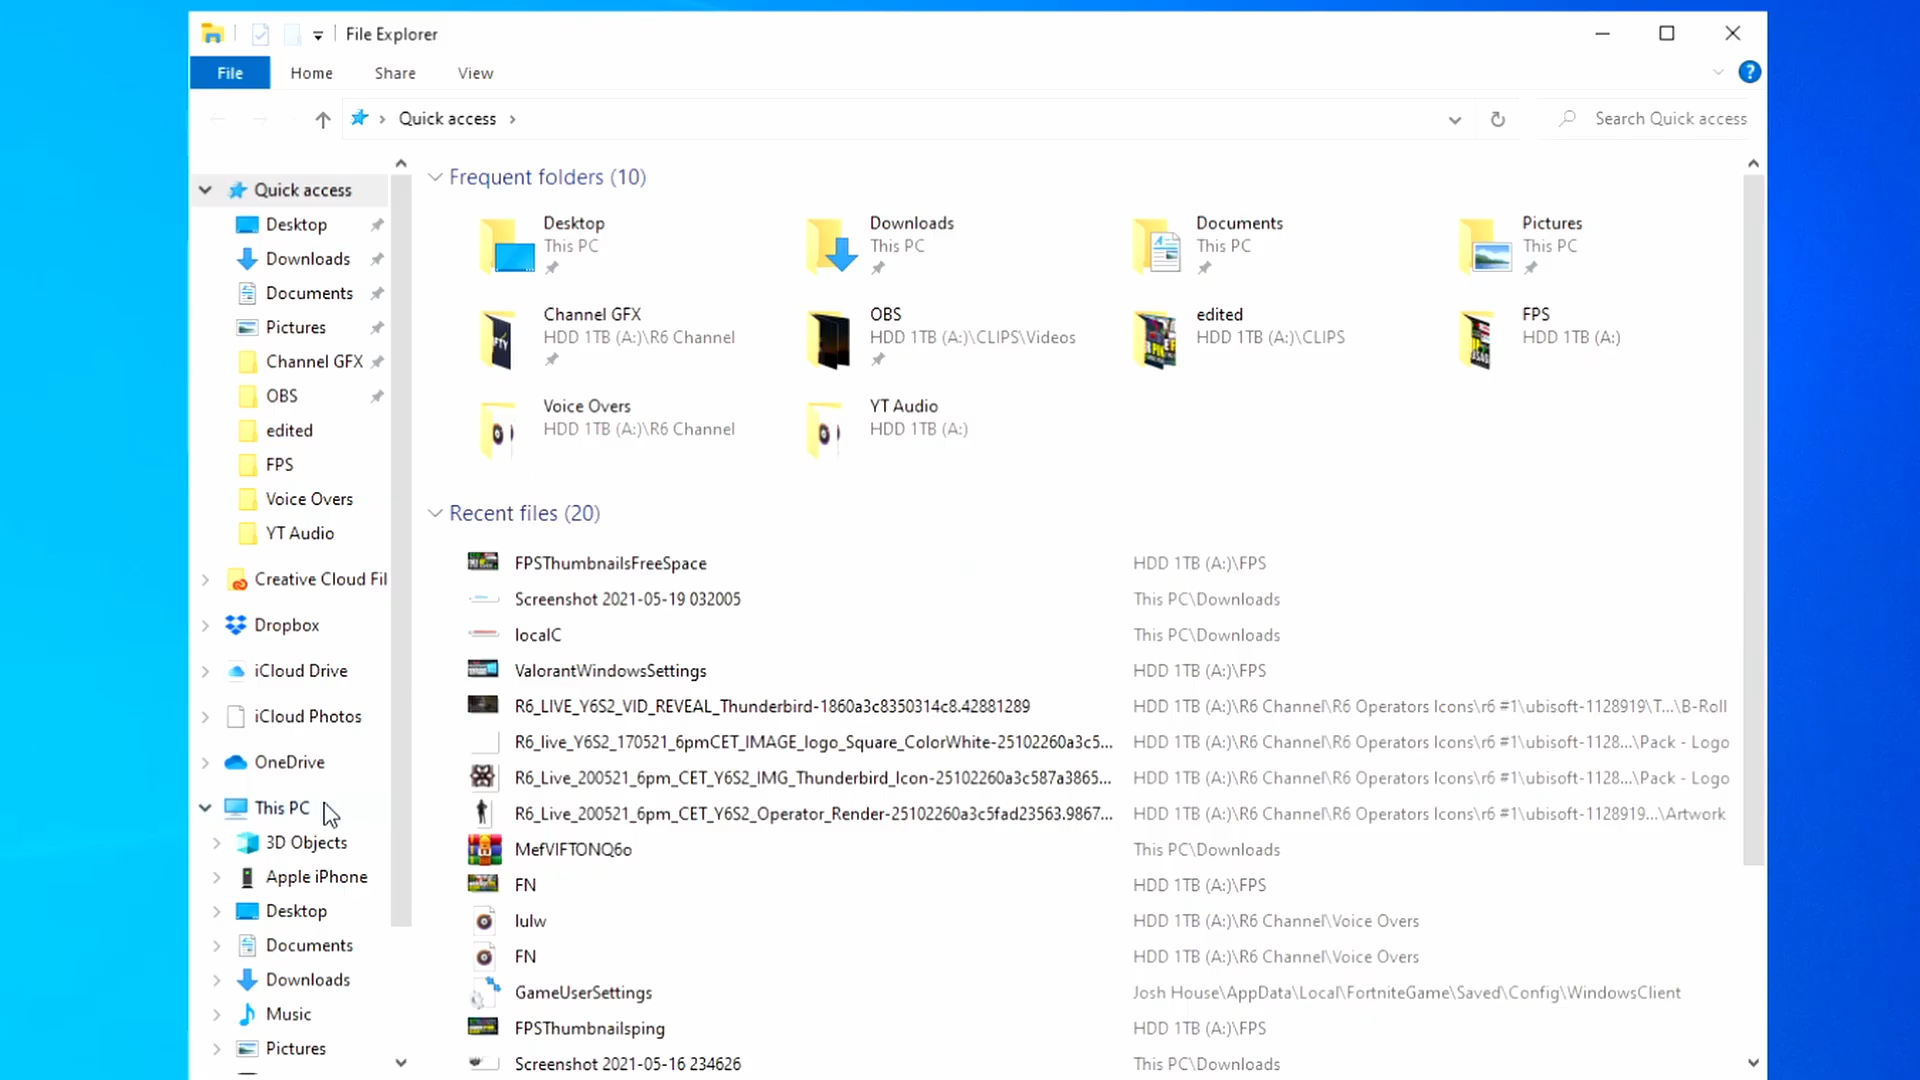 File Explorer
File Home Share View
Quick access
Search Quick access
Quick access
Desktop
Downloads
Documents
Pictures
Channel GFX
OBS
edited
FPS
Voice Overs
YT Audio
Creative Cloud Fil
Dropbox
iCloud Drive
iCloud Photos
OneDrive
This PC
3D Objects
Apple iPhone
Desktop
Documents
Downloads
Music
Pictures
Frequent folders (10)
Desktop
This PC
Downloads
This PC
Documents
This PC
Pictures
This PC
Channel GFX
HDD 1TB (A:)\R6 Channel
OBS
HDD 1TB (A:)\CLIPS\Videos
edited
HDD 1TB (A:)\CLIPS
FPS
HDD 1TB (A:)
Voice Overs
HDD 1TB (A:)\R6 Channel
YT Audio
HDD 1TB (A:)
Recent files (20)
FPSThumbnailsFreeSpace HDD 1TB (A:)\FPS
Screenshot 2021-05-19 032005 This PC\Downloads
localC This PC\Downloads
ValorantWindowsSettings HDD 1TB (A:)\FPS
R6_LIVE_Y6S2_VID_REVEAL_Thunderbird-1860a3c8350314c8.42881289 HDD 1TB (A:)\R6 Channel\R6 Operators Icons\r6 #1\ubisoft-1128919\T...\B-Roll
R6_live_Y6S2_170521_6pmCET_IMAGE_logo_Square_ColorWhite-25102260a3c5... HDD 1TB (A:)\R6 Channel\R6 Operators Icons\r6 #1\ubisoft-1128...\Pack - Logo
R6_Live_200521_6pm_CET_Y6S2_IMG_Thunderbird_Icon-25102260a3c587a3865... HDD 1TB (A:)\R6 Channel\R6 Operators Icons\r6 #1\ubisoft-1128...\Pack - Logo
R6_Live_200521_6pm_CET_Y6S2_Operator_Render-25102260a3c5fad23563.9867... HDD 1TB (A:)\R6 Channel\R6 Operators Icons\r6 #1\ubisoft-1128919...\Artwork
MefVIFTONQ6o This PC\Downloads
FN HDD 1TB (A:)\FPS
lulw HDD 1TB (A:)\R6 Channel\Voice Overs
FN HDD 1TB (A:)\R6 Channel\Voice Overs
GameUserSettings Josh House\AppData\Local\FortniteGame\Saved\Config\WindowsClient
FPSThumbnailsping HDD 1TB (A:)\FPS
Screenshot 2021-05-16 234626 This PC\Downloads